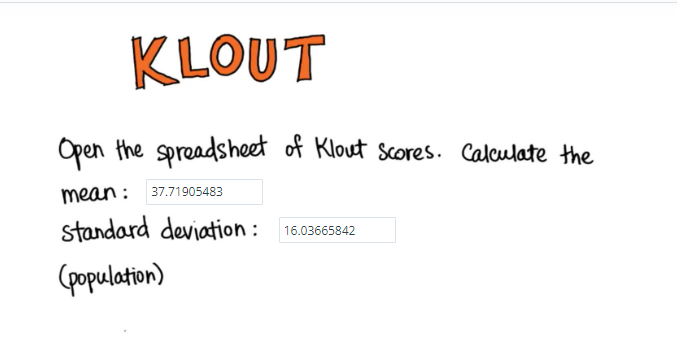 KLOUT
Open the spreadsheet of Klout Scores. Calculate the
mean: 37.71905483
standard deviation: 16.03665842
(population)